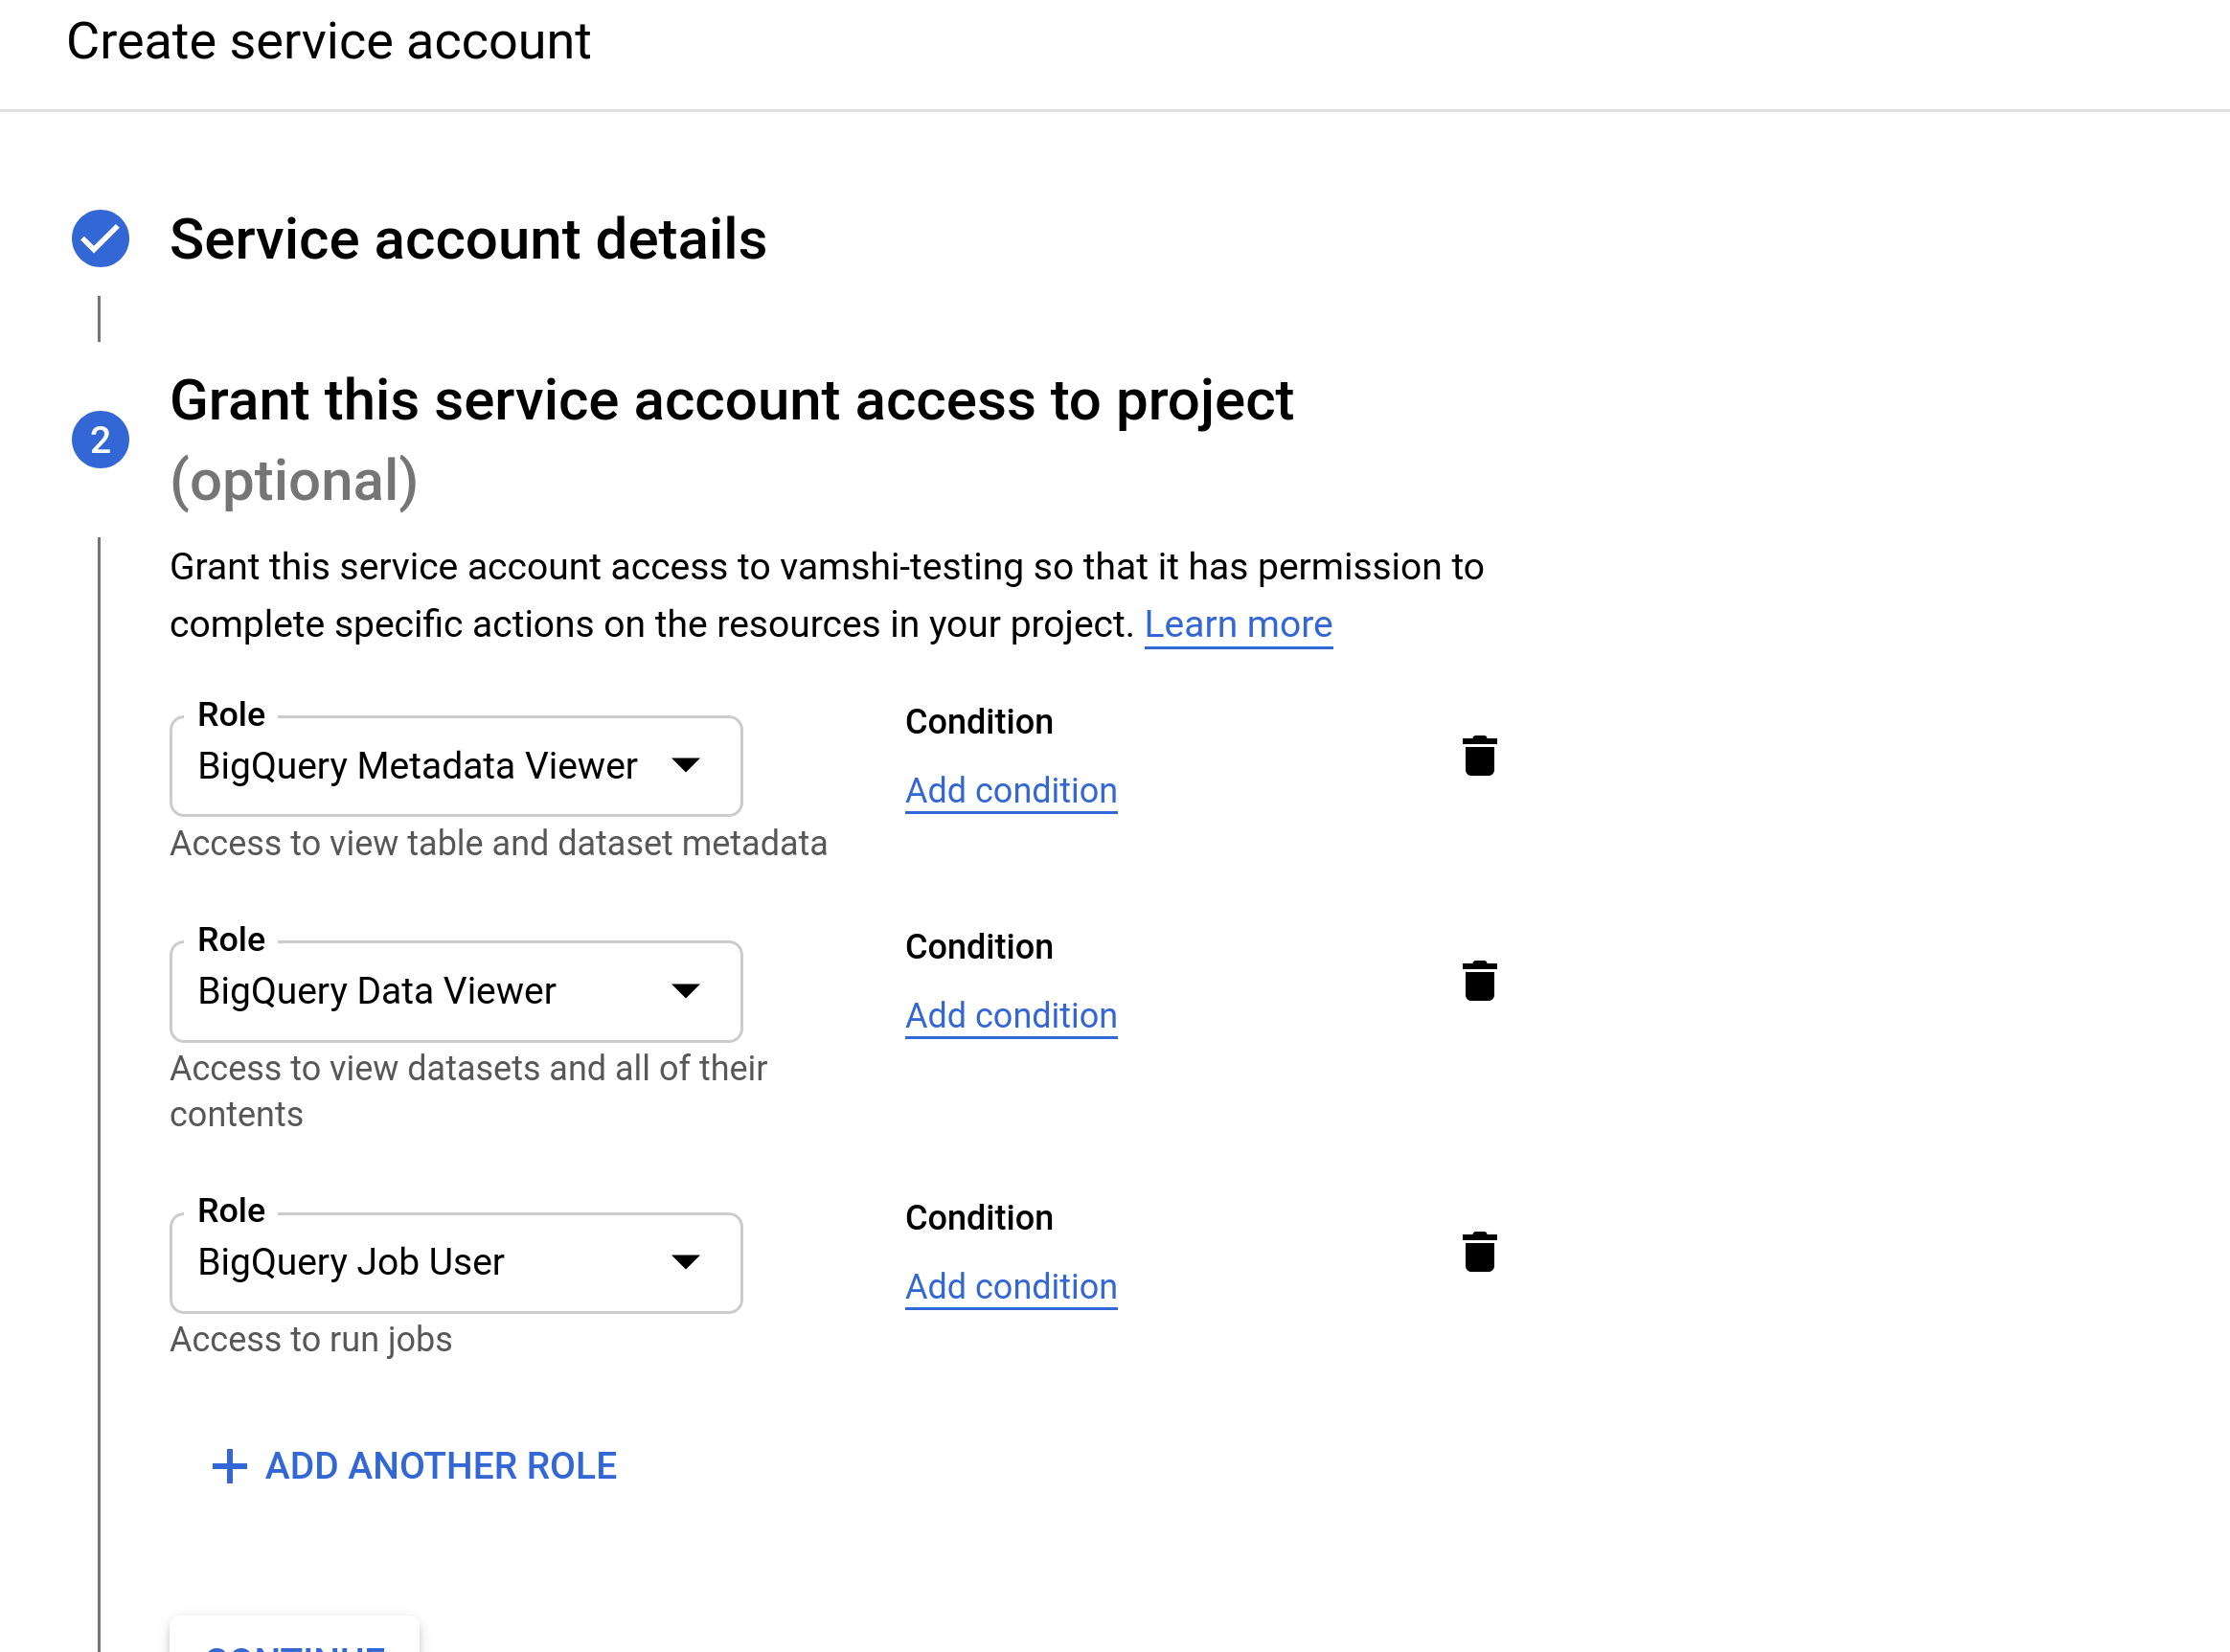 Create service account
Service account details
2
Grant this service account access to project
(optional)
Grant this service account access to vamshi-testing so that it has permission to
complete specific actions on the resources in your project. Learn more
Role
BigQuery Metadata Viewer
Condition
Add condition
Access to view table and dataset metadata
Role
BigQuery Data Viewer
Condition
Add condition
Access to view datasets and all of their
contents
Role
BigQuery Job User
Condition
Add condition
Access to run jobs
ADD ANOTHER ROLE
CONTINUE